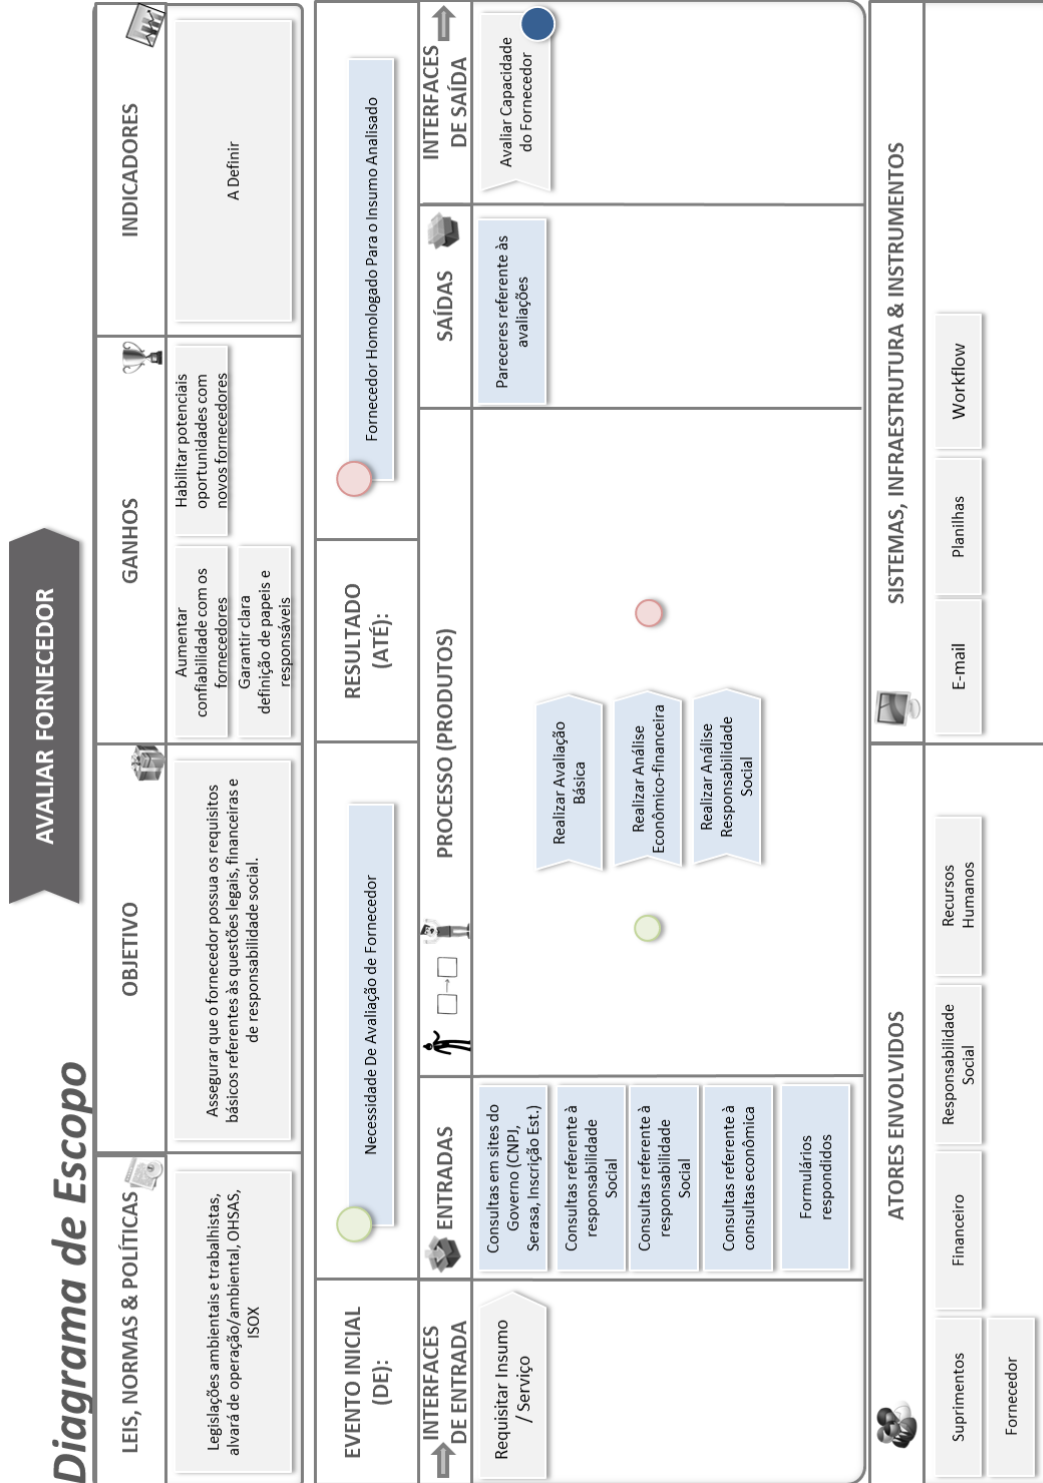 Diagrama de Escopo
AVALIAR FORNECEDOR
LEIS, NORMAS & POLÍTICAS
Legislações ambientais e trabalhistas,
alvará de operação/ambiental, OHSAS,
ISOX
OBJETIVO
Assegurar que o fornecedor possua os requisitos
básicos referentes às questões legais, financeiras e
de responsabilidade social.
GANHOS
Aumentar
confiabilidade com os
fornecedores
Habilitar potenciais
oportunidades com
novos fornecedores
Garantir clara
definição de papeis e
responsáveis
INDICADORES
A Definir
EVENTO INICIAL
(DE):
Necessidade De Avaliação de Fornecedor
RESULTADO
(ATÉ):
Fornecedor Homologado Para o Insumo Analisado
INTERFACES
DE ENTRADA
Requisitar Insumo
/ Serviço
ENTRADAS
Consultas em sites do
Governo (CNPJ,
Serasa, Inscrição Est.)
Consultas referente à
responsabilidade
Social
Consultas referente à
responsabilidade
Social
Consultas referente à
consultas econômica
Formulários
respondidos
PROCESSO (PRODUTOS)
Realizar Avaliação
Básica
Realizar Análise
Econômico-financeira
Realizar Análise
Responsabilidade
Social
SAÍDAS
Pareceres referente às
avaliações
INTERFACES
DE SAÍDA
Avaliar Capacidade
do Fornecedor
ATORES ENVOLVIDOS
Suprimentos
Financeiro
Responsabilidade
Social
Recursos
Humanos
Fornecedor
SISTEMAS, INFRAESTRUTURA & INSTRUMENTOS
E-mail
Planilhas
Workflow